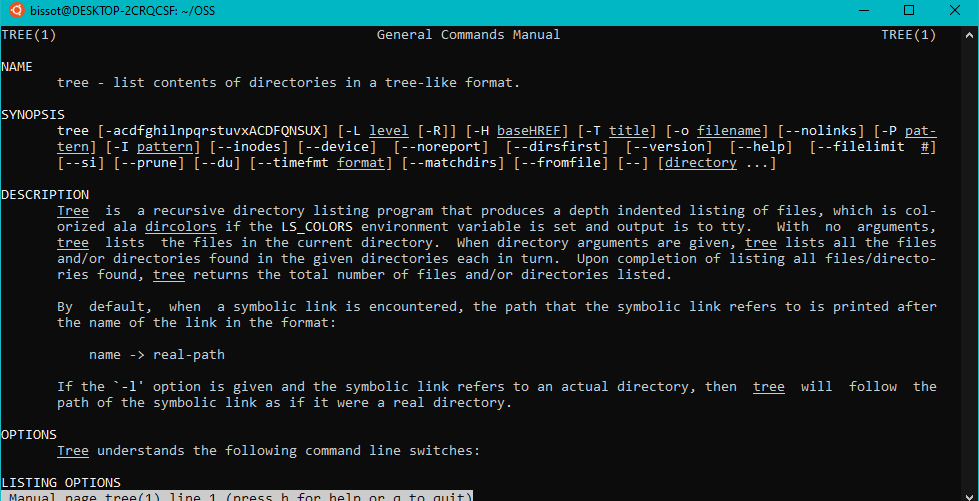 bissot@DESKTOP-2CRQCSF: ~/OSS
TREE(1) General Commands Manual TREE(1)
NAME
tree - list contents of directories in a tree-like format.
SYNOPSIS
tree [-acdfghilnpqrstuvxACDFQNSUX] [-L level [-R]] [-H baseHREF] [-T title] [-o filename] [--nolinks] [-P pat-
tern] [-I pattern] [--inodes] [--device] [--noreport] [--dirsfirst] [--version] [--help] [--filelimit #]
[--si] [--prune] [--du] [--timefmt format] [--matchdirs] [--fromfile] [--] [directory ...]
DESCRIPTION
Tree is a recursive directory listing program that produces a depth indented listing of files, which is col-
orized ala dircolors if the LS_COLORS environment variable is set and output is to tty. With no arguments,
tree lists the files in the current directory. When directory arguments are given, tree lists all the files
and/or directories found in the given directories each in turn. Upon completion of listing all files/directo-
ries found, tree returns the total number of files and/or directories listed.
By default, when a symbolic link is encountered, the path that the symbolic link refers to is printed after
the name of the link in the format:
name -> real-path
If the `-l' option is given and the symbolic link refers to an actual directory, then tree will follow the
path of the symbolic link as if it were a real directory.
OPTIONS
Tree understands the following command line switches:
LISTING OPTIONS
Manual page tree(1) line 1 (press h for help or q to quit)